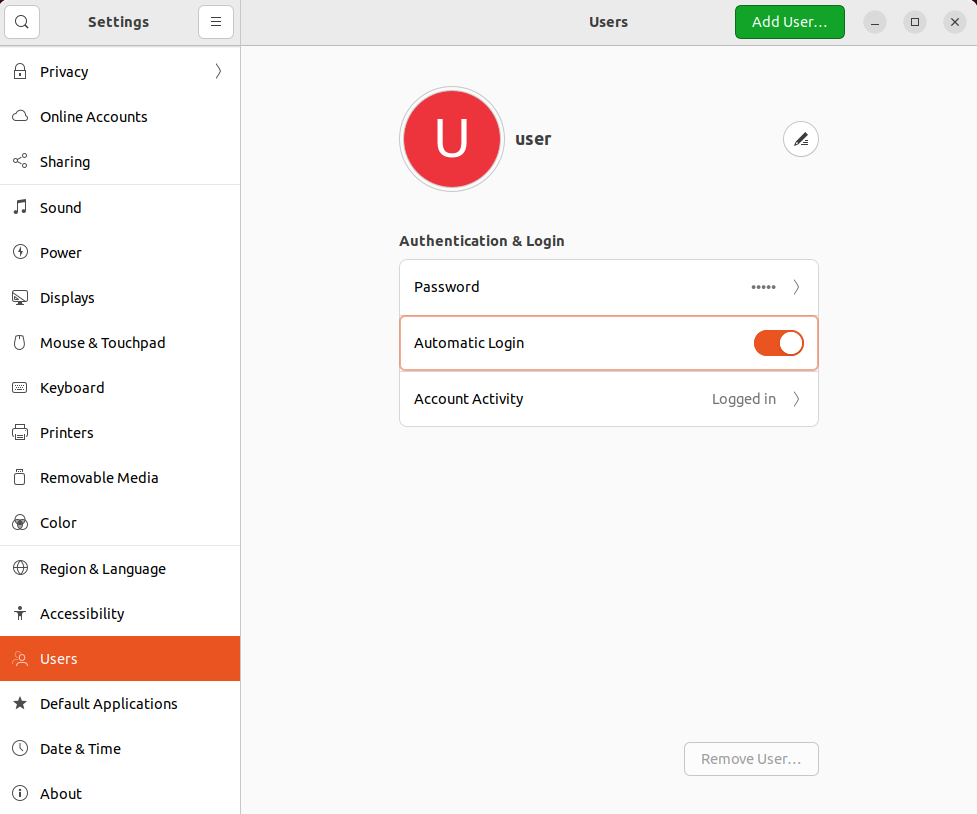 Settings
Users
Add User...
Privacy
Online Accounts
Sharing
Sound
Power
Displays
Mouse & Touchpad
Keyboard
Printers
Removable Media
Color
Region & Language
Accessibility
Users
Default Applications
Date & Time
About
U
user
Authentication & Login
Password •••••
Automatic Login
Account Activity Logged in
Remove User...